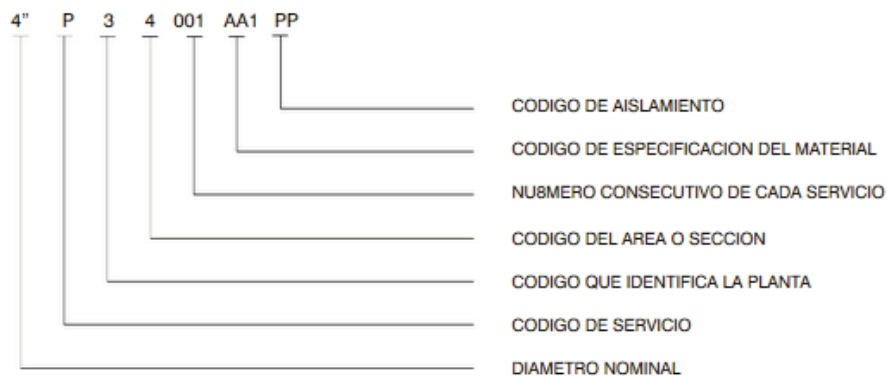 4” P 3 4 001 AA1 PP
CODIGO DE AISLAMIENTO
CODIGO DE ESPECIFICACION DEL MATERIAL
NU8MERO CONSECUTIVO DE CADA SERVICIO
CODIGO DEL AREA O SECCION
CODIGO QUE IDENTIFICA LA PLANTA
CODIGO DE SERVICIO
DIAMETRO NOMINAL